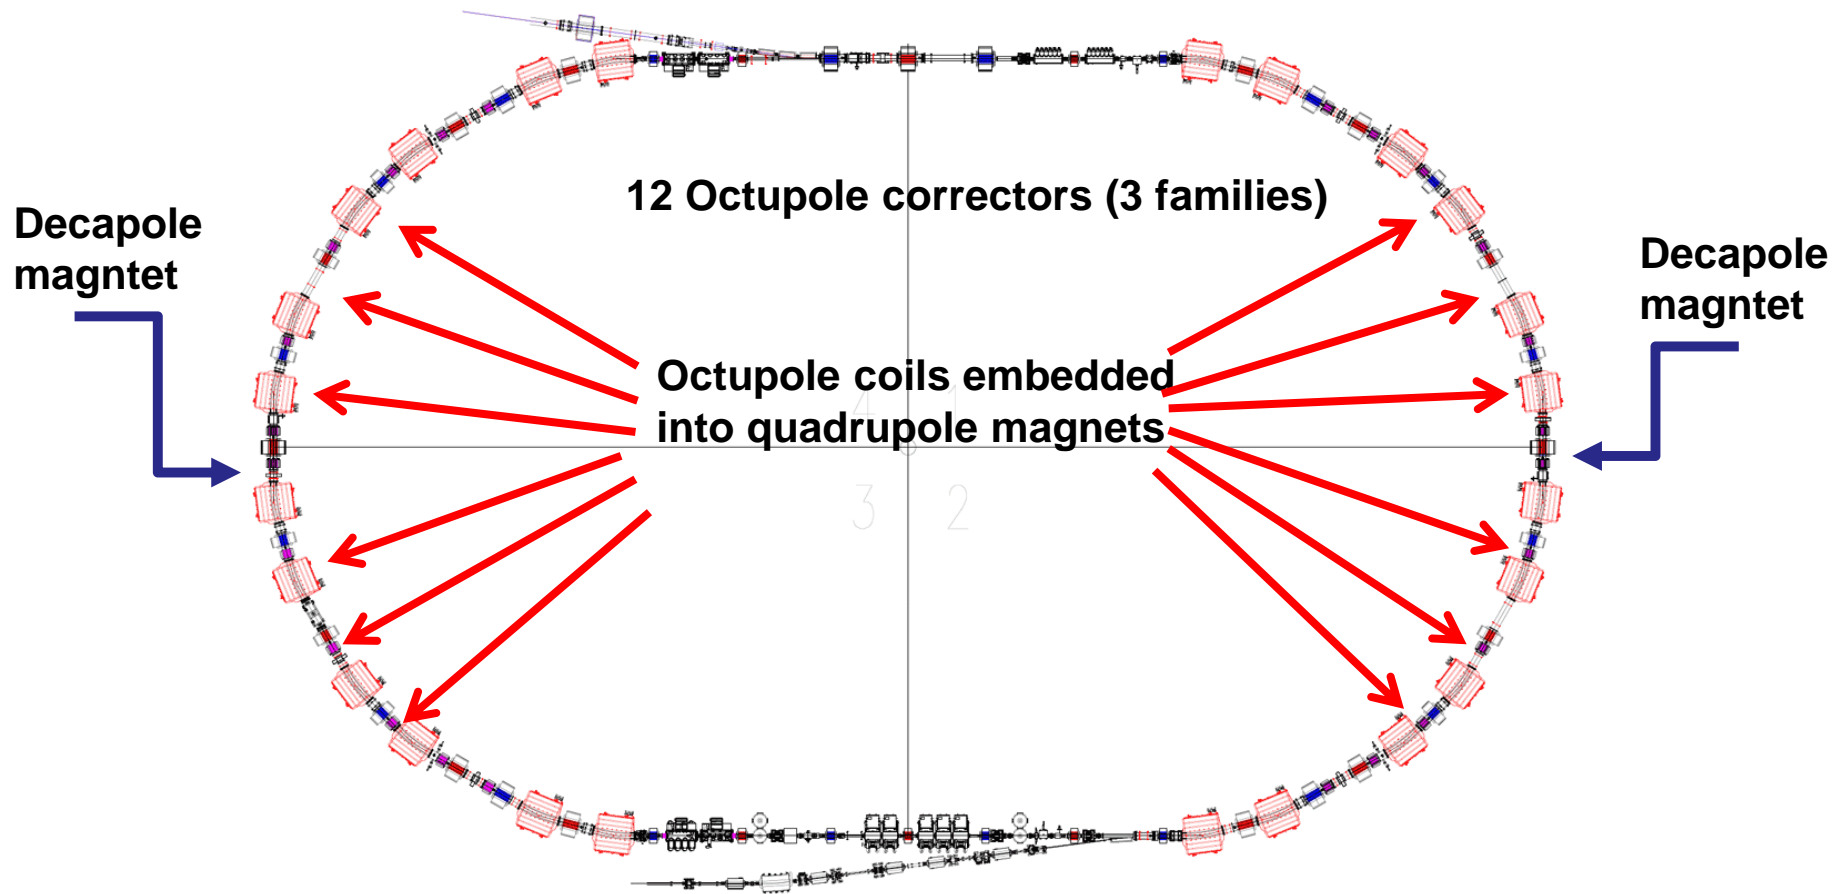 12 Octupole correctors (3 families)
Decapole
magntet
Decapole
magntet
Octupole coils embedded
into quadrupole magnets
4 1
3 2